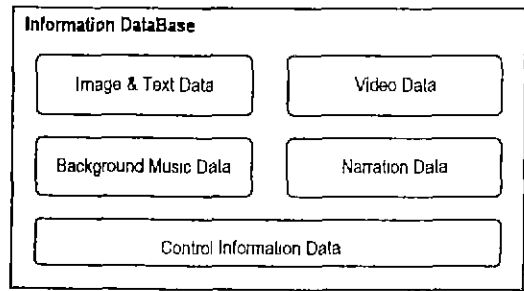 Information DataBase
Image & Text Data
Video Data
Background Music Data
Narration Data
Control Information Data